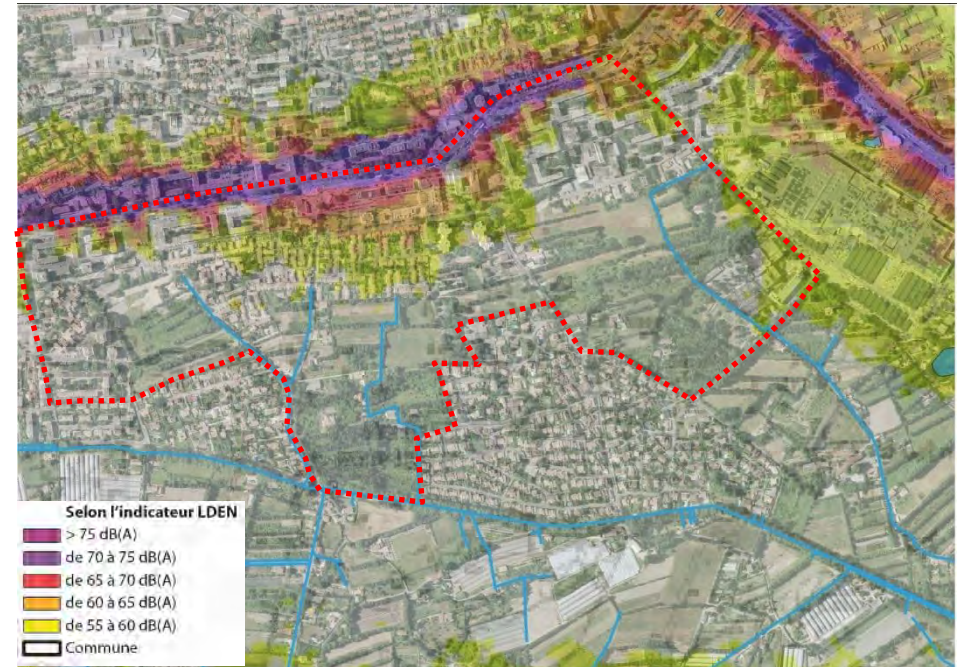 Selon l'indicateur LDEN
> 75 dB(A)
de 70 à 75 dB(A)
de 65 à 70 dB(A)
de 60 à 65 dB(A)
de 55 à 60 dB(A)
Commune